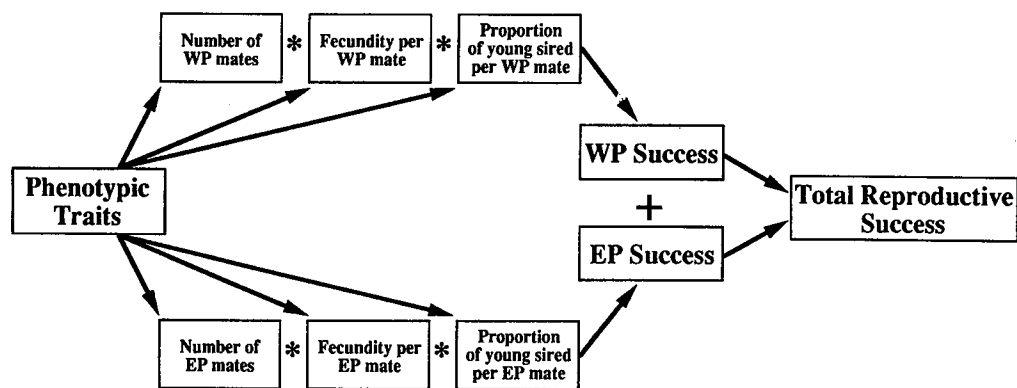 Number of
WP mates
*
Fecundity per
WP mate
*
Proportion
of young sired
per WP mate
WP Success
Phenotypic
Traits
+
Total Reproductive
Success
EP Success
Number of
EP mates
*
Fecundity per
EP mate
*
Proportion
of young sired
per EP mate